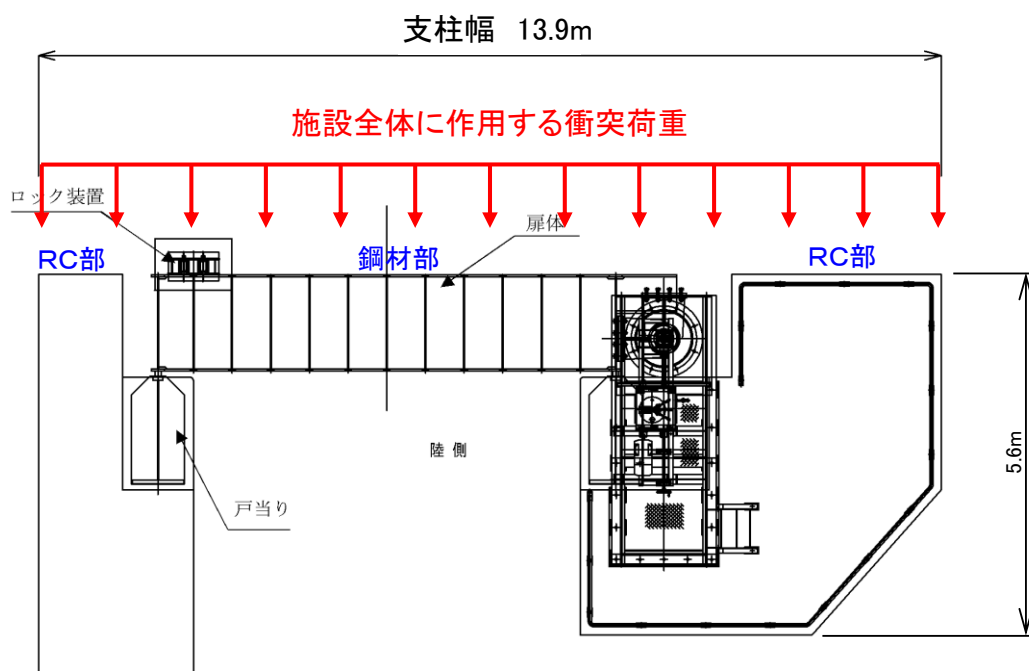 支柱幅 13.9m
施設全体に作用する衝突荷重
ロック装置
扉体
RC部
鋼材部
RC部
陸側
戸当り
5.6m